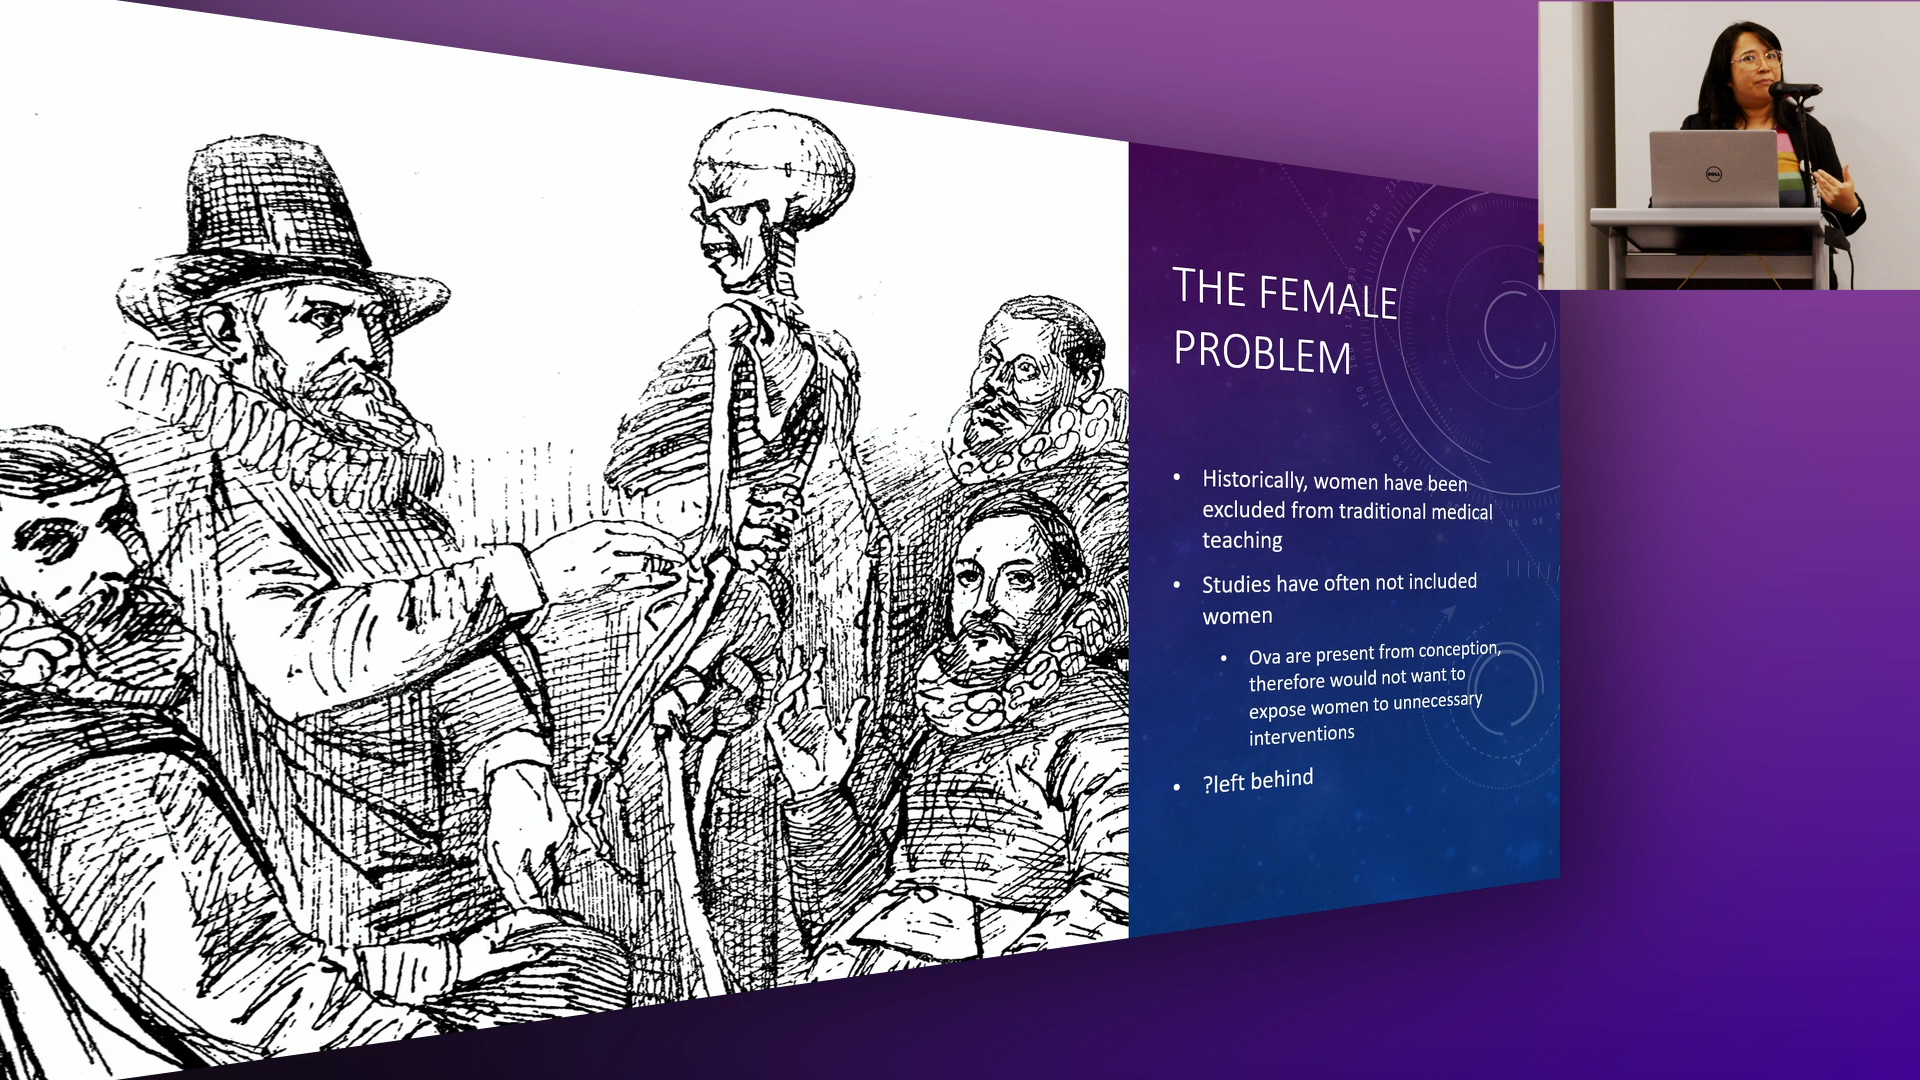 THE FEMALE
PROBLEM
• Historically, women have been
excluded from traditional medical
teaching
• Studies have often not included
women
• Ova are present from conception,
therefore would not want to
expose women to unnecessary
interventions
• ?left behind
DELL